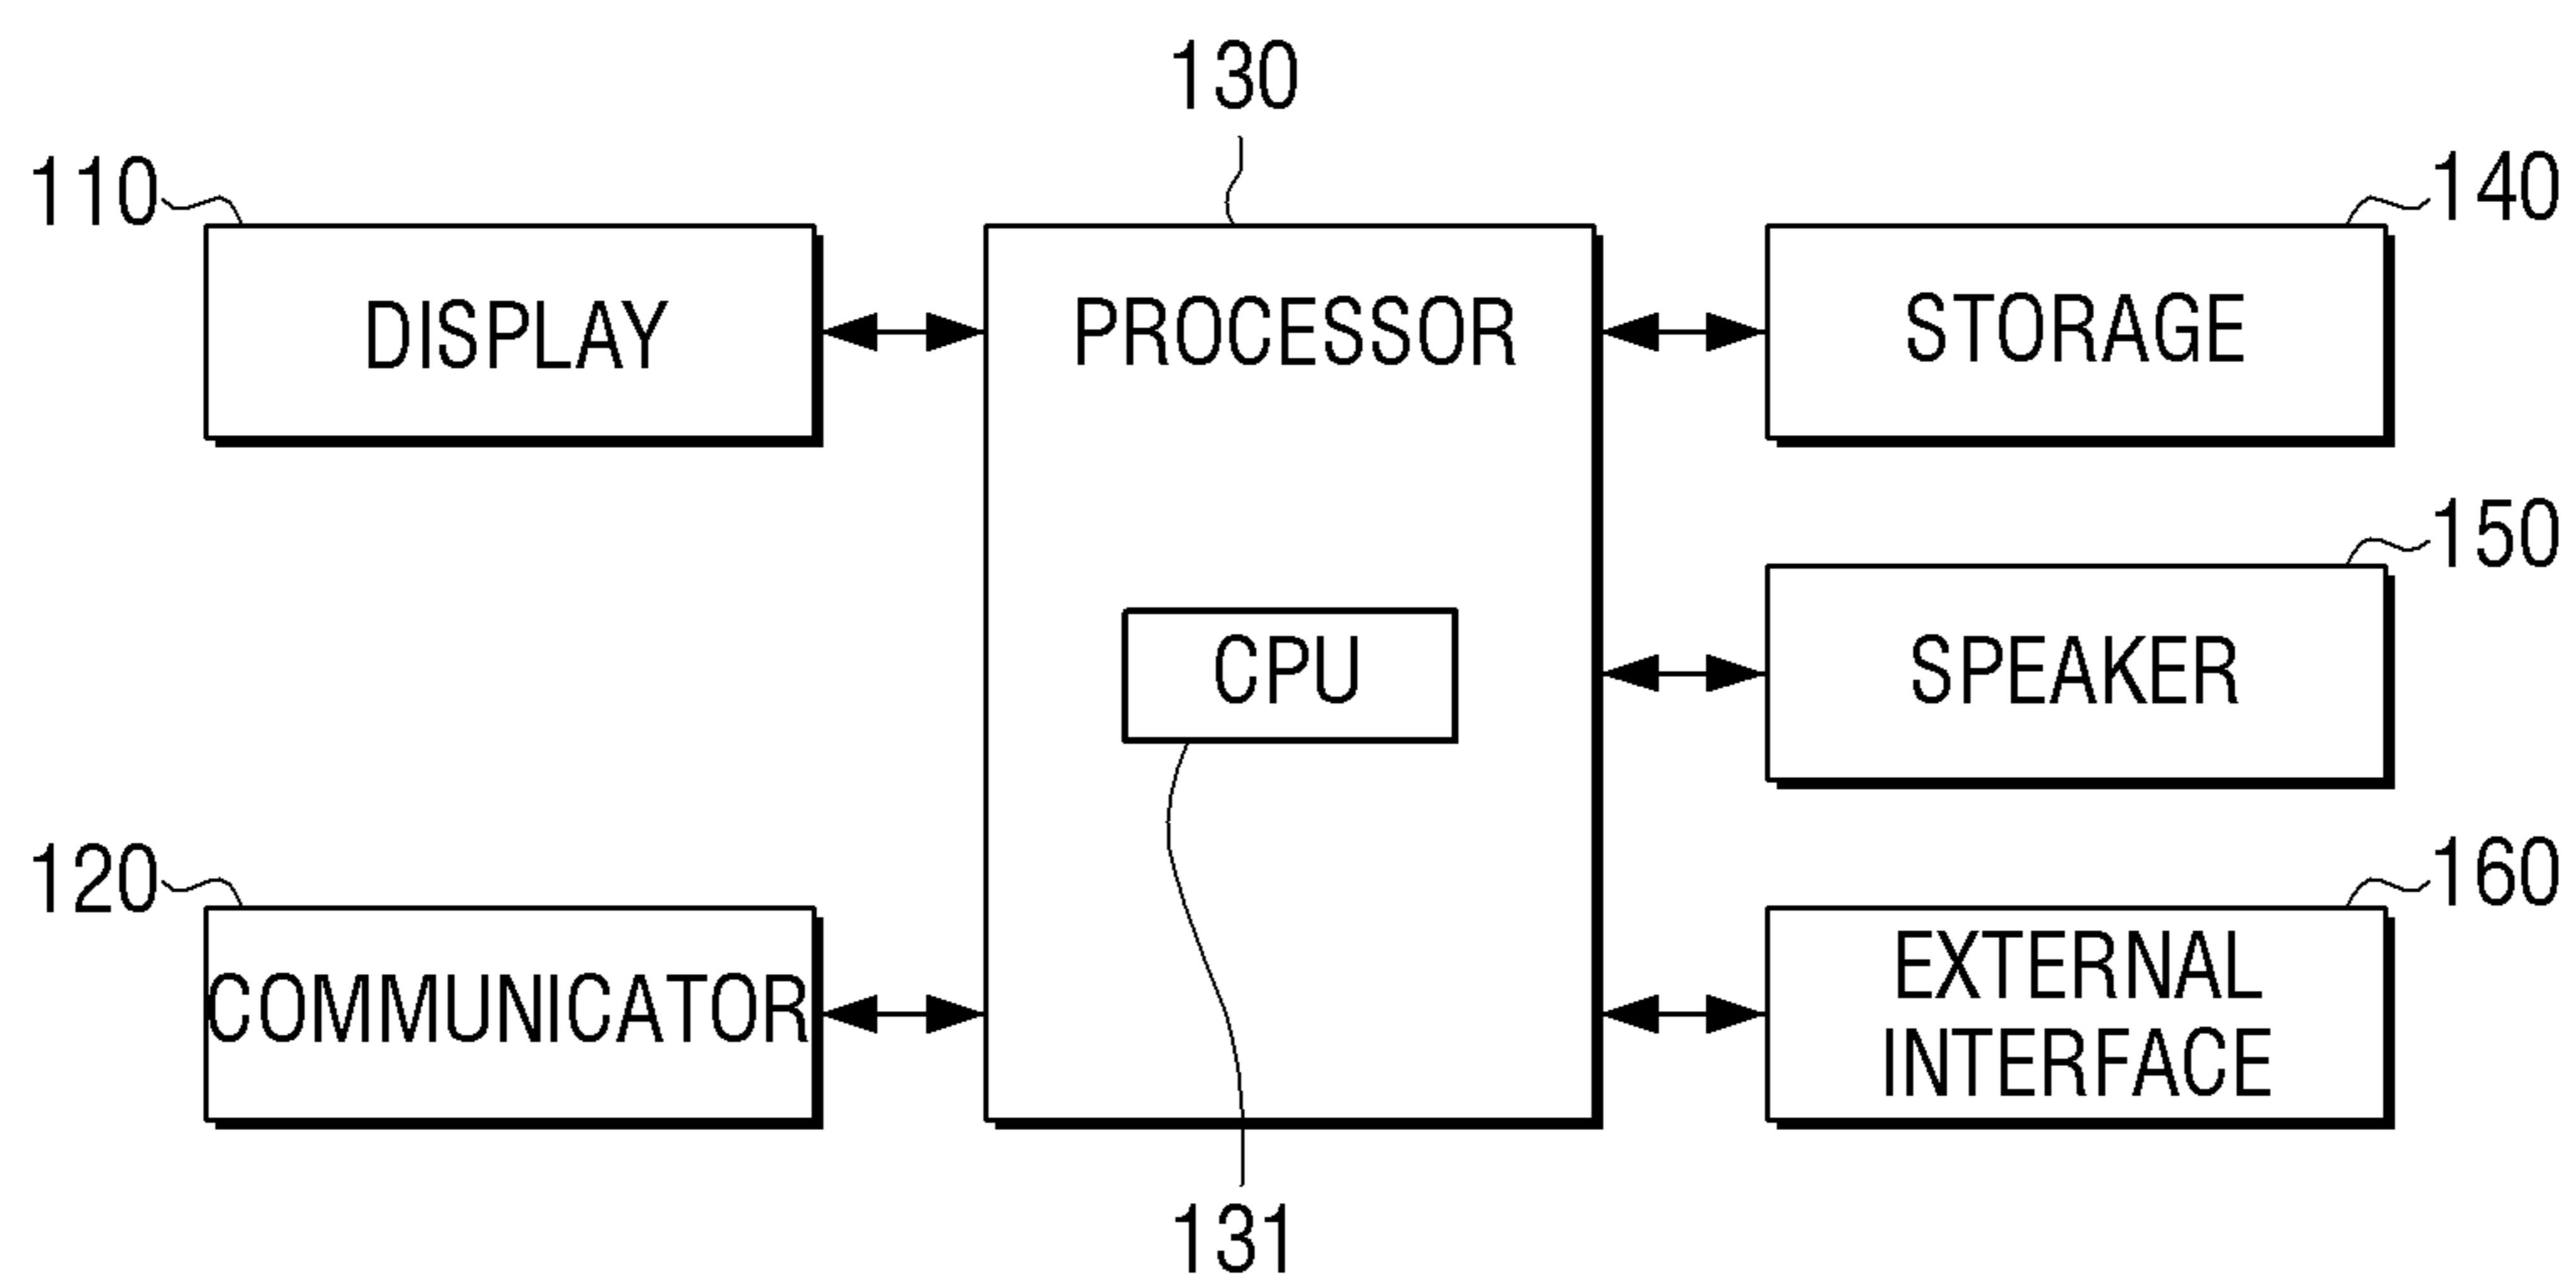 130
110
140
DISPLAY
PROCESSOR
STORAGE
150
CPU
SPEAKER
120
160
COMMUNICATOR
EXTERNAL
INTERFACE
131